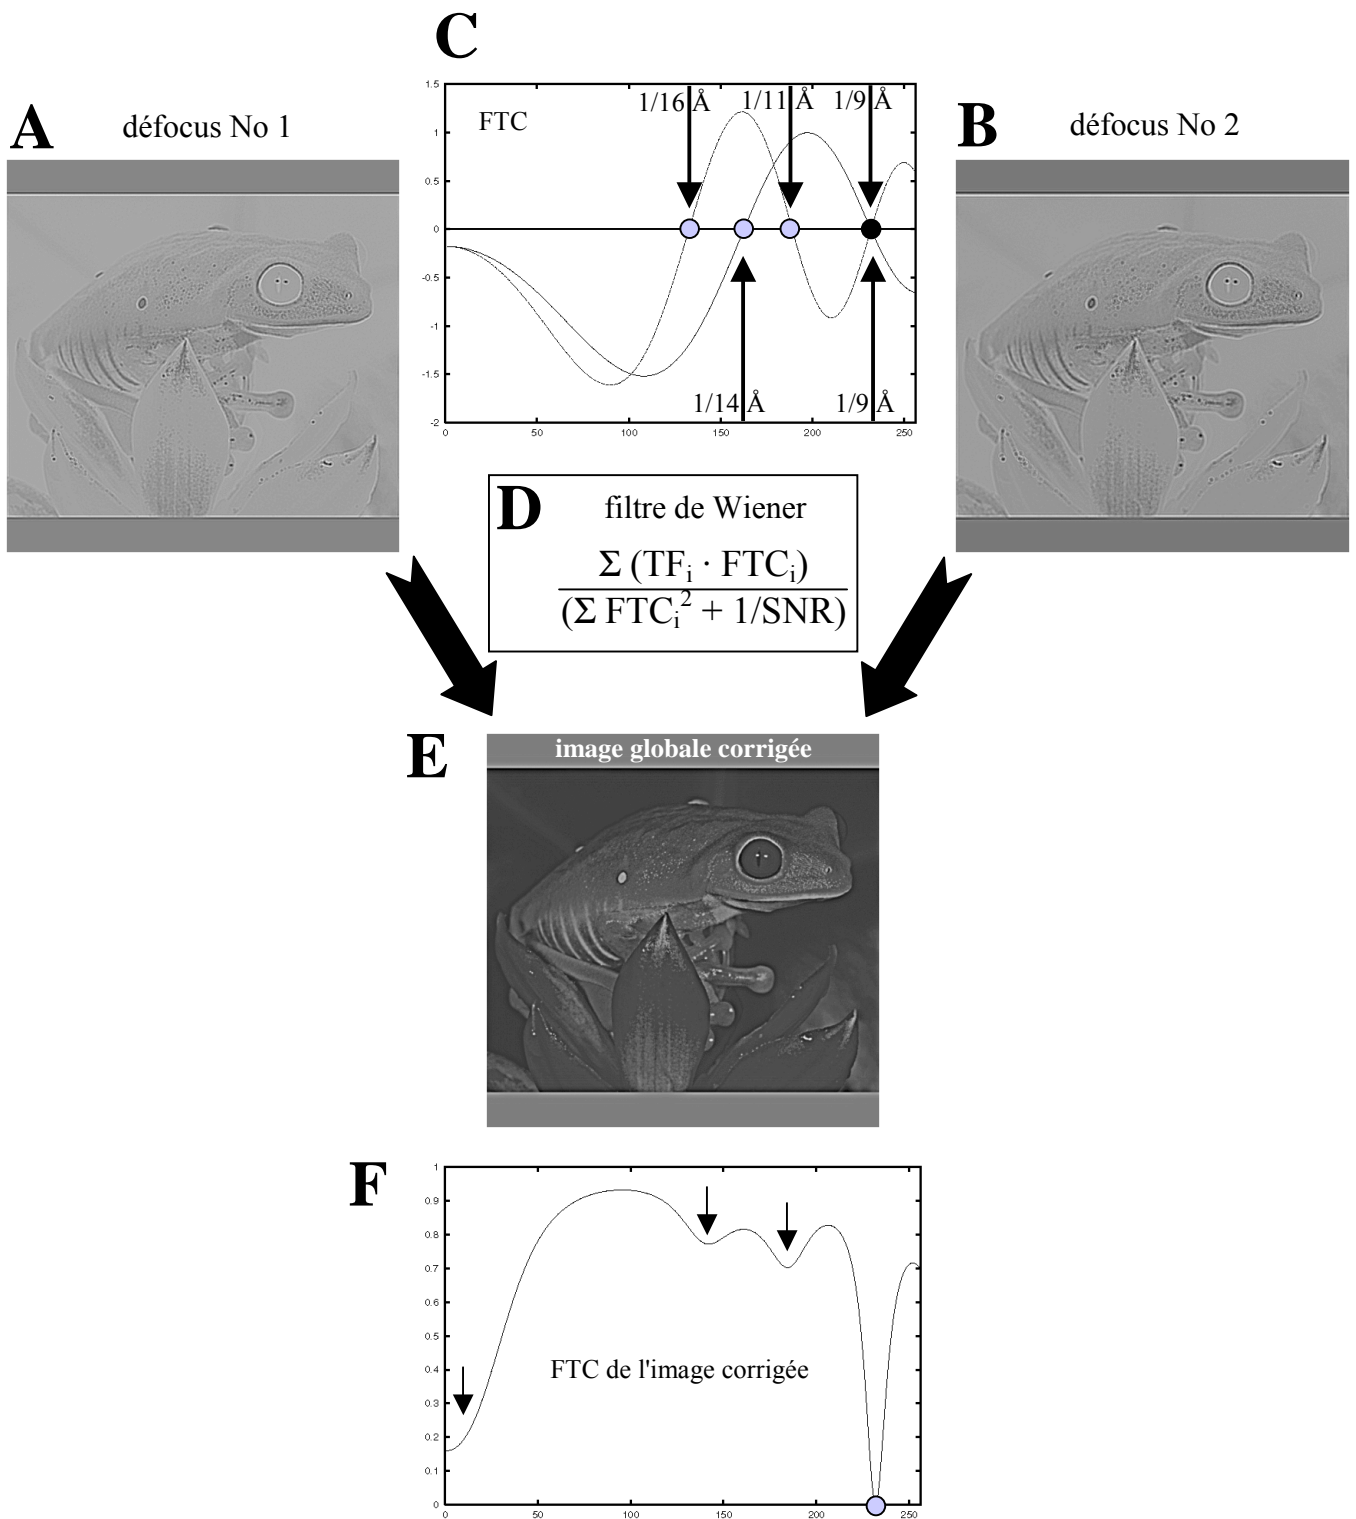 C
A
défocus No 1
B
défocus No 2
1.5
1
0.5
0
-0.5
-1
-1.5
-2
FTC
1/16 Å
1/11 Å
1/9 Å
1/14 Å
1/9 Å
0
50
100
150
200
250
D
filtre de Wiener
Σ (TFi · FTCi)
(Σ FTCi² + 1/SNR)
E
image globale corrigée
F
1
0.9
0.8
0.7
0.6
0.5
0.4
0.3
0.2
0.1
0
FTC de l'image corrigée
0
50
100
150
200
250